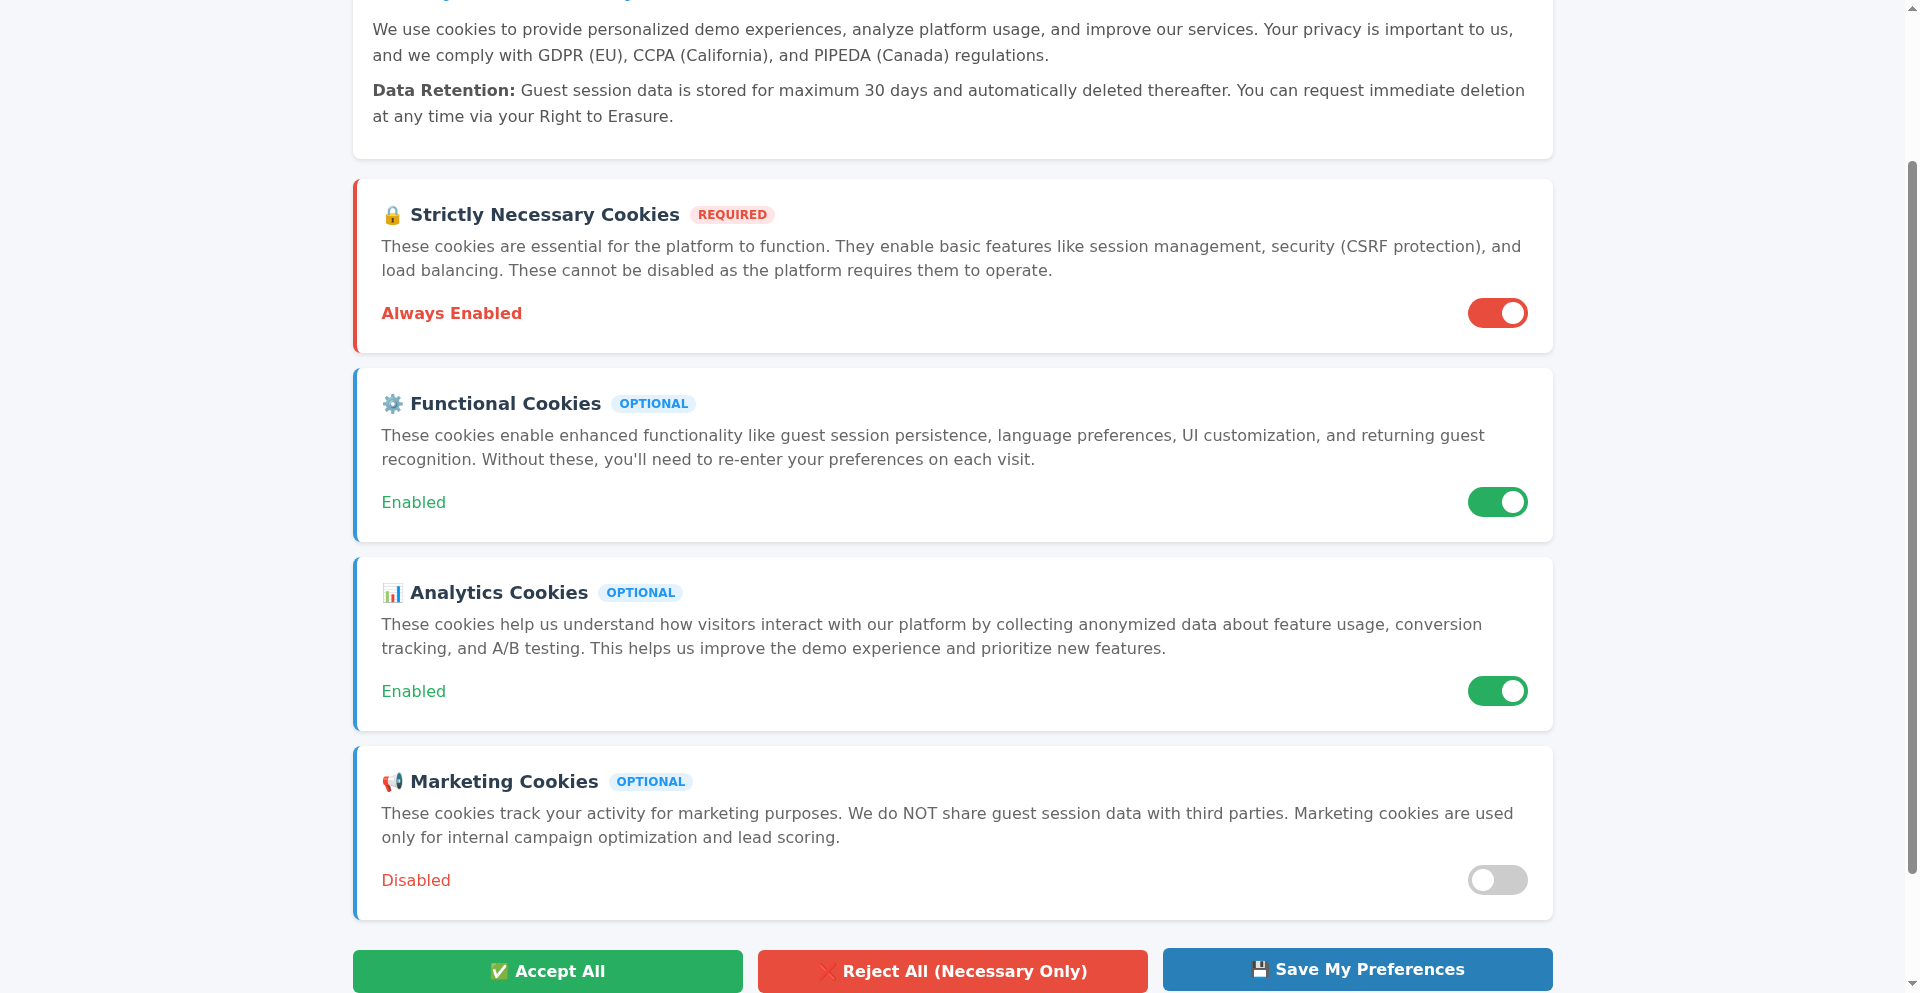 We use cookies to provide personalized demo experiences, analyze platform usage, and improve our services. Your privacy is important to us,
and we comply with GDPR (EU), CCPA (California), and PIPEDA (Canada) regulations.
Data Retention: Guest session data is stored for maximum 30 days and automatically deleted thereafter. You can request immediate deletion
at any time via your Right to Erasure.
🔒 Strictly Necessary Cookies REQUIRED
These cookies are essential for the platform to function. They enable basic features like session management, security (CSRF protection), and
load balancing. These cannot be disabled as the platform requires them to operate.
Always Enabled
⚙️ Functional Cookies OPTIONAL
These cookies enable enhanced functionality like guest session persistence, language preferences, UI customization, and returning guest
recognition. Without these, you'll need to re-enter your preferences on each visit.
Enabled
📊 Analytics Cookies OPTIONAL
These cookies help us understand how visitors interact with our platform by collecting anonymized data about feature usage, conversion
tracking, and A/B testing. This helps us improve the demo experience and prioritize new features.
Enabled
📢 Marketing Cookies OPTIONAL
These cookies track your activity for marketing purposes. We do NOT share guest session data with third parties. Marketing cookies are used
only for internal campaign optimization and lead scoring.
Disabled
✅ Accept All
❌ Reject All (Necessary Only)
💾 Save My Preferences